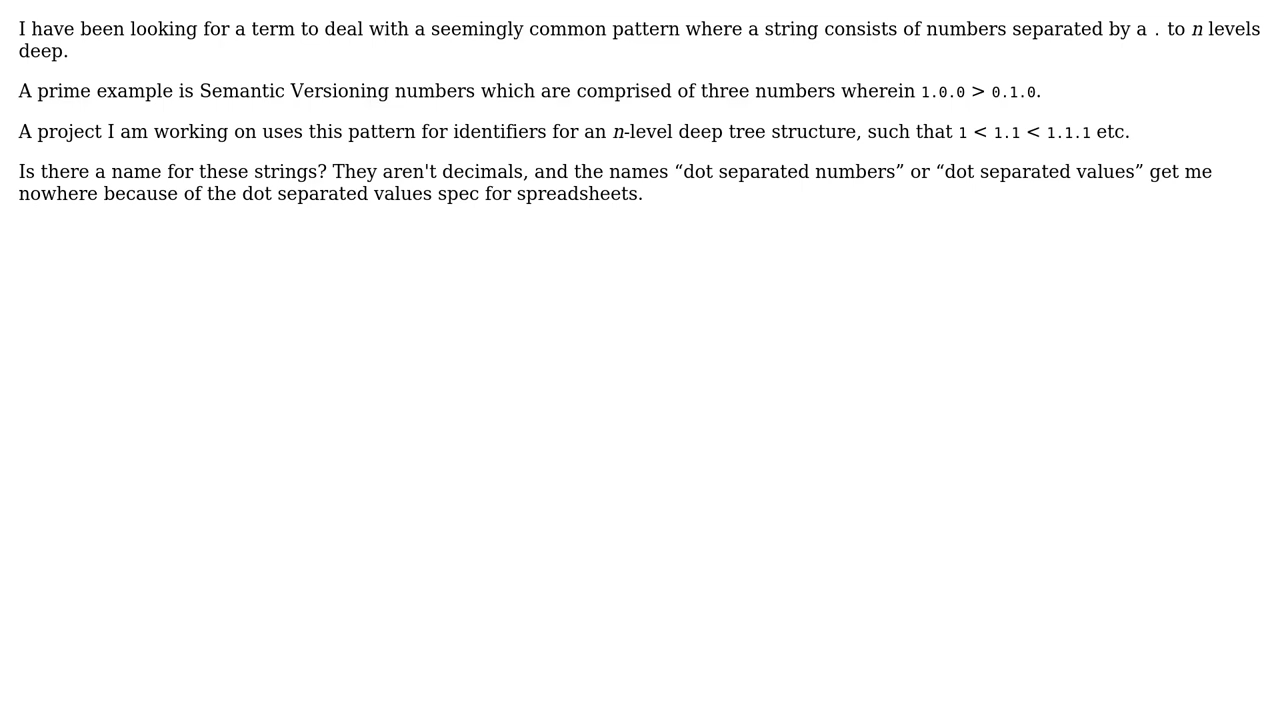 I have been looking for a term to deal with a seemingly common pattern where a string consists of numbers separated by a . to n levels
deep.
A prime example is Semantic Versioning numbers which are comprised of three numbers wherein 1.0.0 > 0.1.0.
A project I am working on uses this pattern for identifiers for an n-level deep tree structure, such that 1 < 1.1 < 1.1.1 etc.
Is there a name for these strings? They aren't decimals, and the names “dot separated numbers” or “dot separated values” get me
nowhere because of the dot separated values spec for spreadsheets.